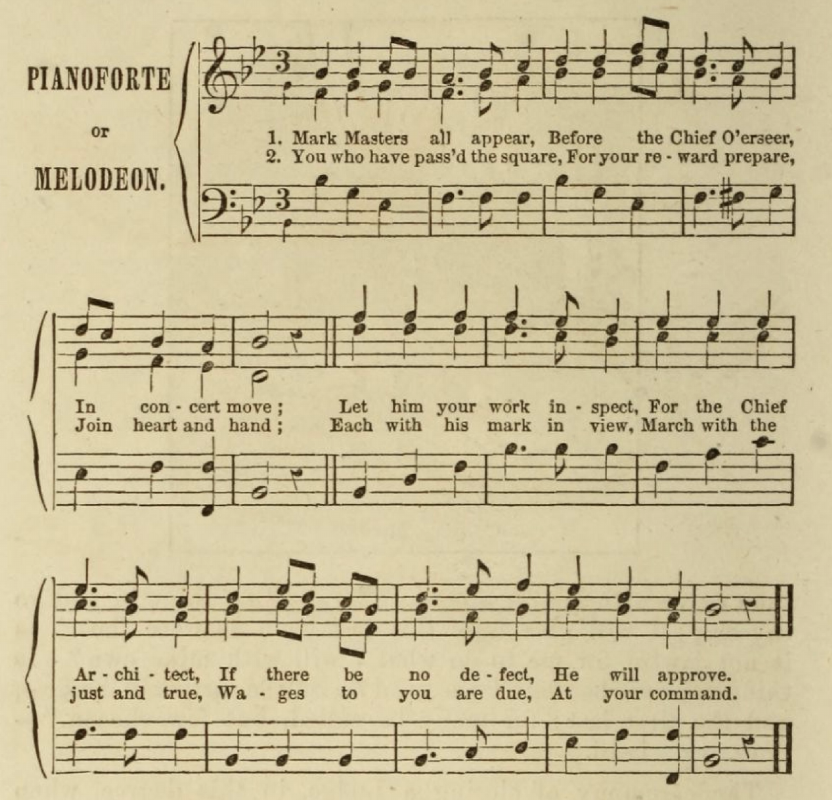 PIANOFORTE
or
MELODEON.
3
1. Mark Masters all appear, Before the Chief O'erseer,
2. You who have pass'd the square, For your re - ward prepare,
3
In con - cert move ; Let him your work in - spect, For the Chief
Join heart and hand ; Each with his mark in view, March with the
Ar - chi - tect, If there be no de - fect, He will approve.
just and true, Wa - ges to you are due, At your command.